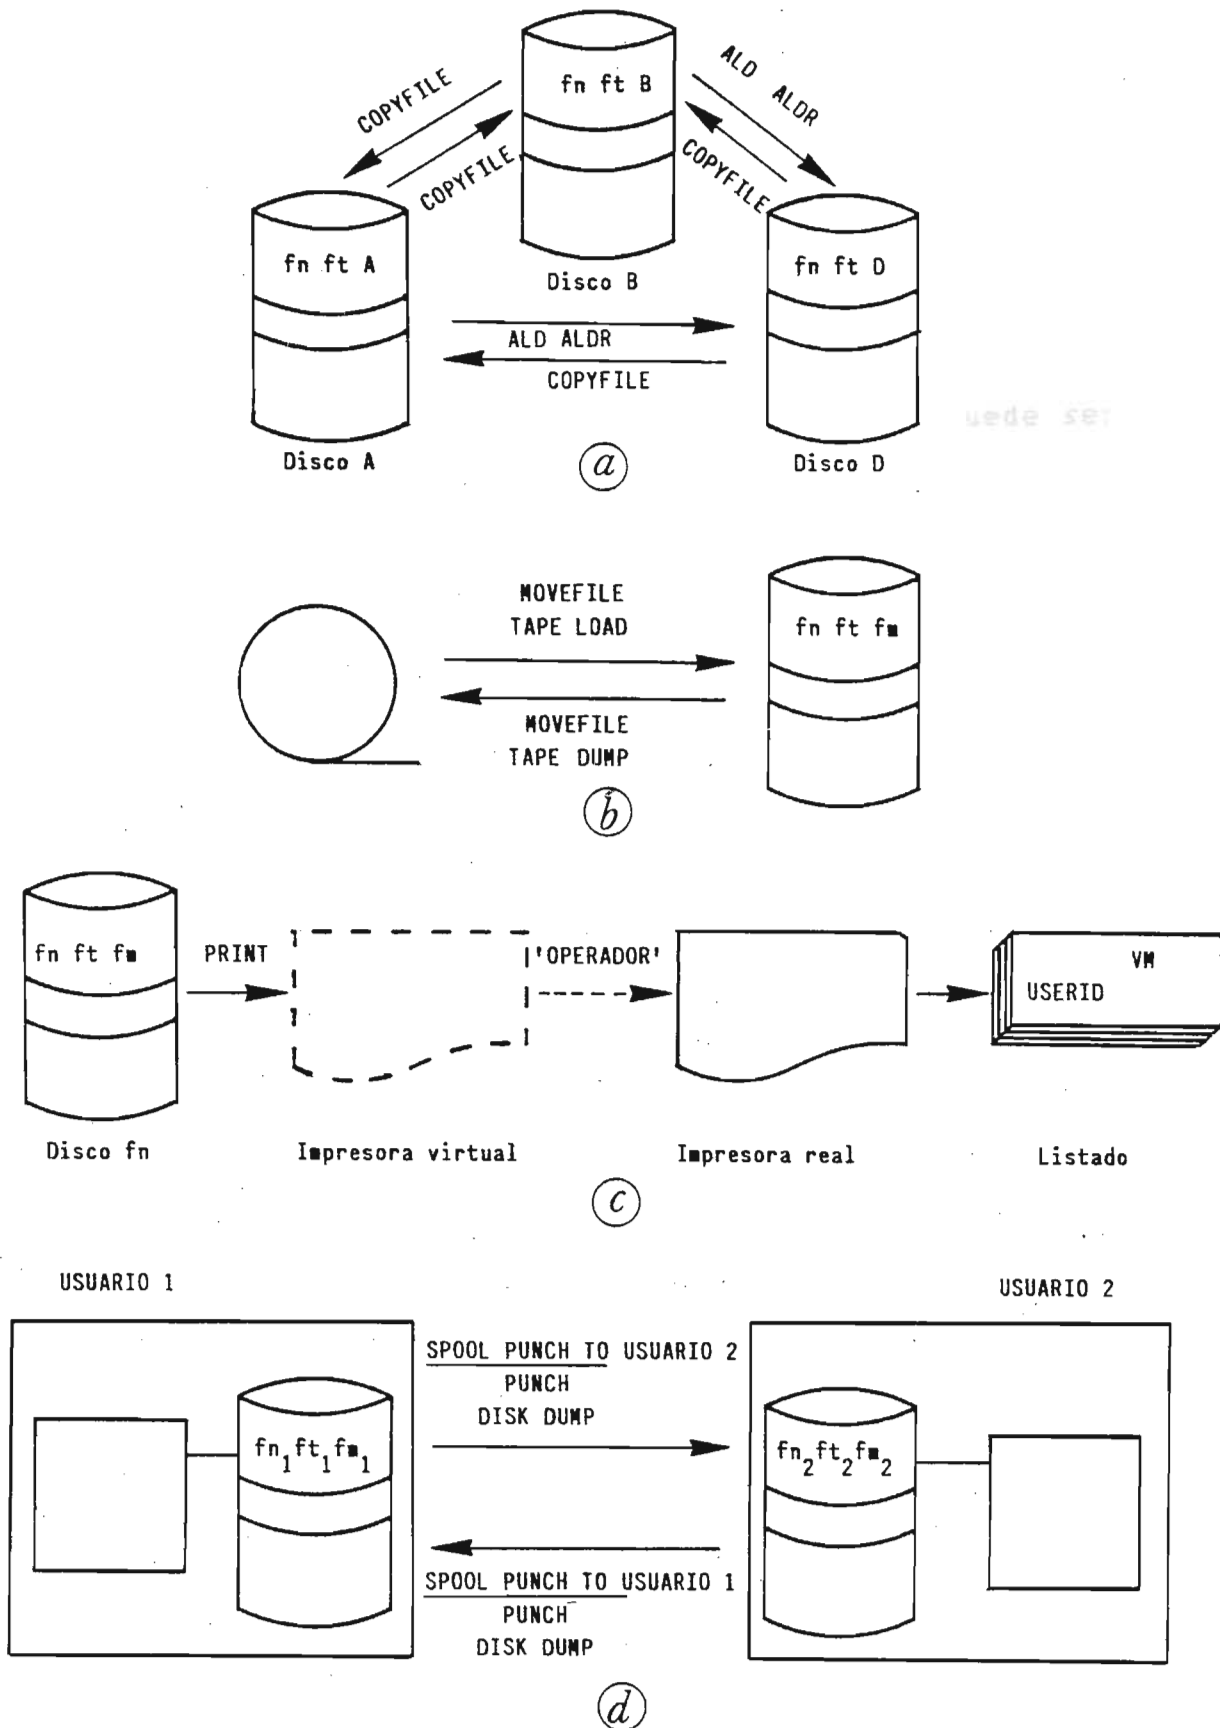 fn ft B
COPYFILE
COPYFILE
ALD ALDR
COPYFILE
fn ft A
fn ft D
Disco B
ALD ALDR
COPYFILE
Disco A
Disco D
a
uede se
MOVEFILE
TAPE LOAD
fn ft fm
MOVEFILE
TAPE DUMP
b
fn ft fm
PRINT
'OPERADOR'
VM
USERID
Disco fn
Impresora virtual
Impresora real
Listado
c
USUARIO 1
USUARIO 2
SPOOL PUNCH TO USUARIO 2
PUNCH
DISK DUMP
fn1ft1fm1
fn2ft2fm2
SPOOL PUNCH TO USUARIO 1
PUNCH
DISK DUMP
d